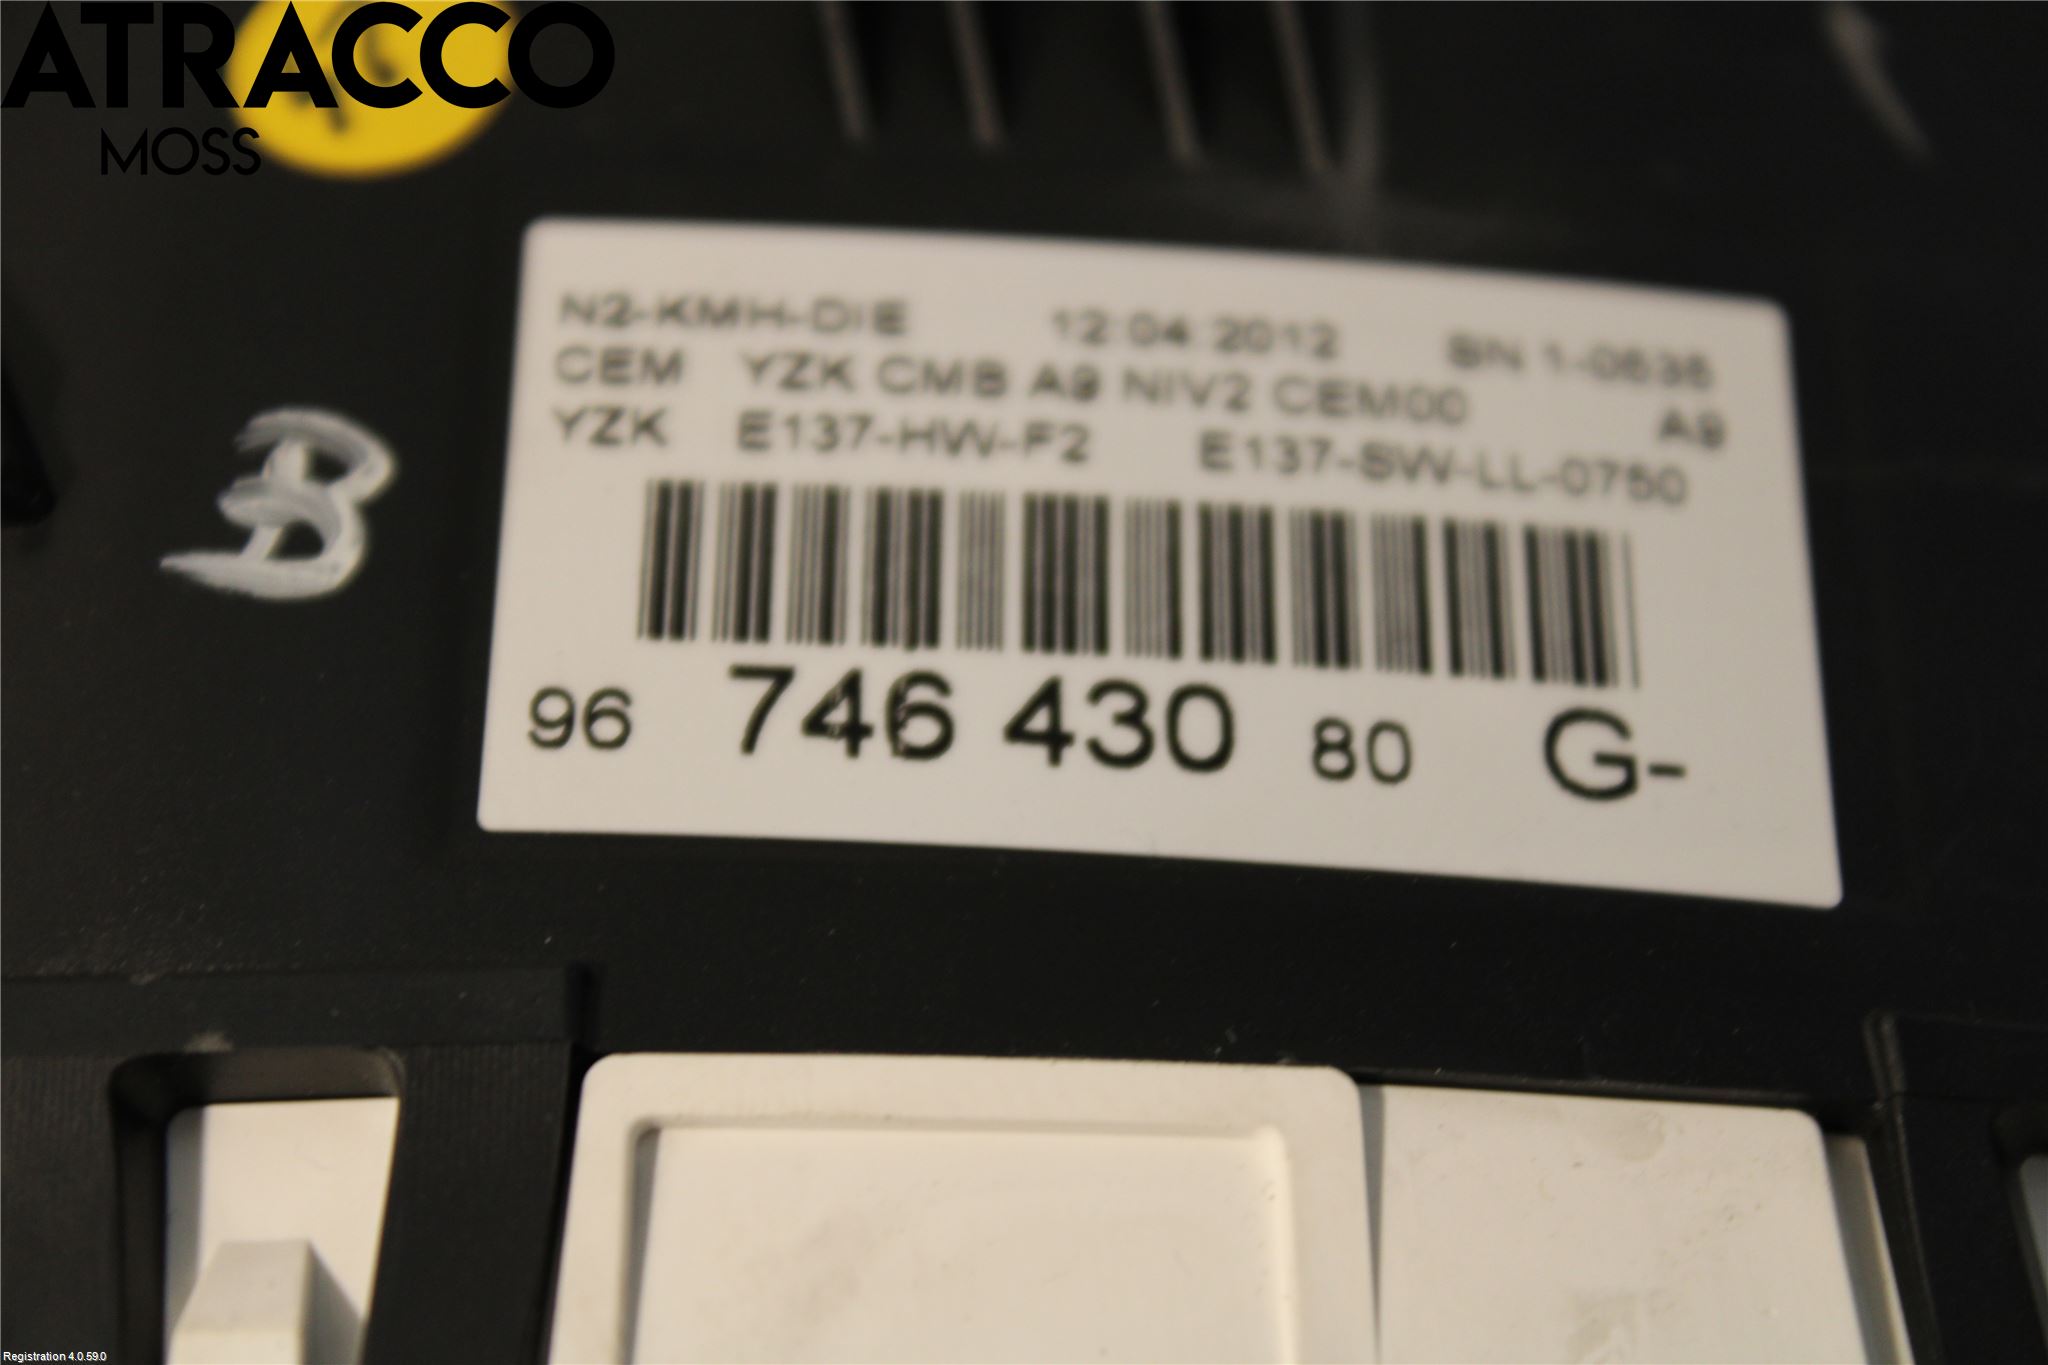 ATRACCO
MOSS
N2-KMH-DIE 12:04:2012 SN 1-0636
CEM YZK CMB A9 NIV2 CEM00 A9
YZK E137-HW-F2 E137-SW-LL-0750
B
96 746 430 80 G-
Registration 4.0.59.0